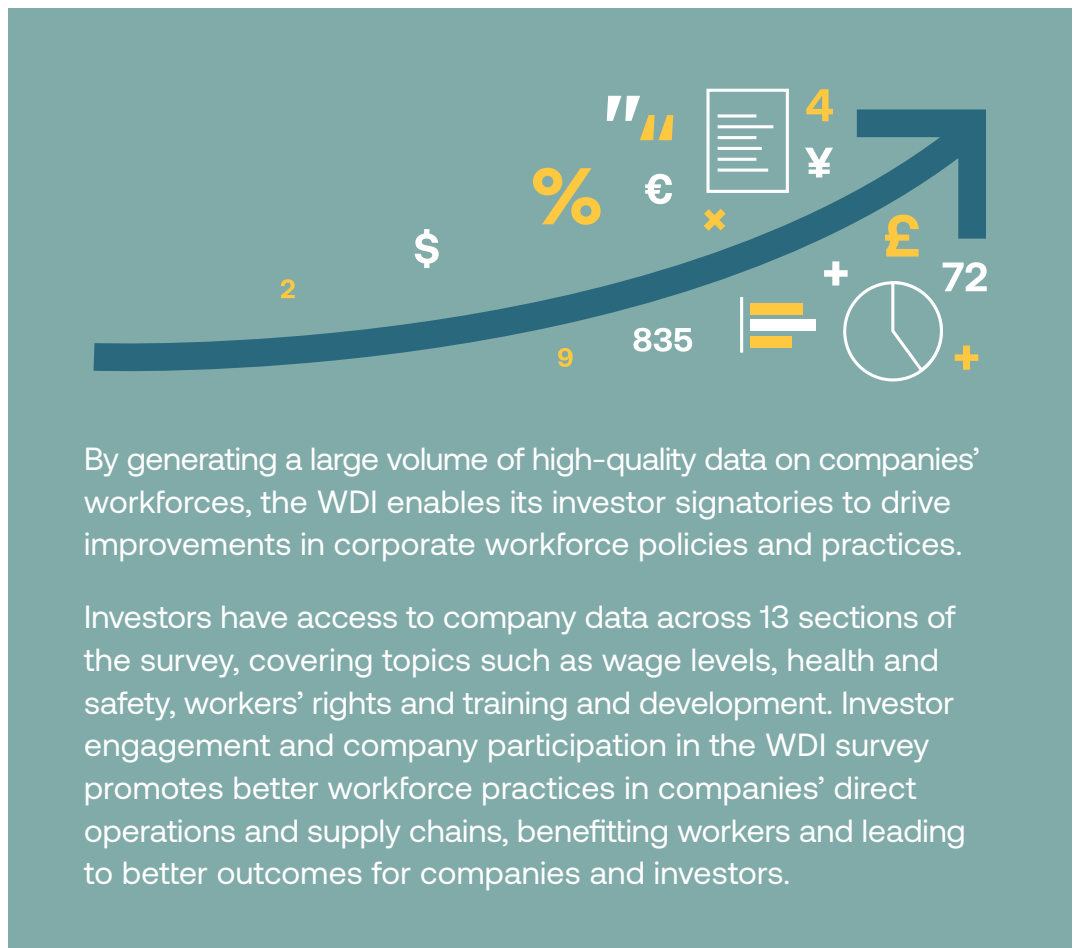 " "
4
%
€
¥
$
×
£
2
+
72
835
9
+
By generating a large volume of high-quality data on companies’
workforces, the WDI enables its investor signatories to drive
improvements in corporate workforce policies and practices.
Investors have access to company data across 13 sections of
the survey, covering topics such as wage levels, health and
safety, workers’ rights and training and development. Investor
engagement and company participation in the WDI survey
promotes better workforce practices in companies’ direct
operations and supply chains, benefitting workers and leading
to better outcomes for companies and investors.